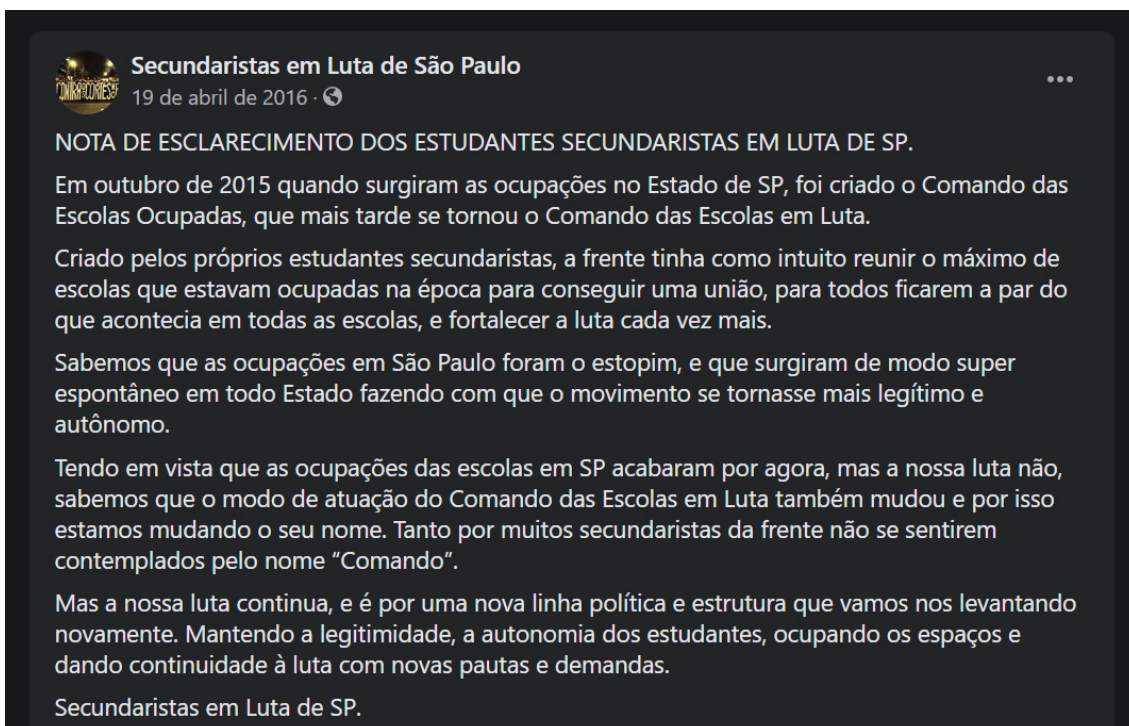 Secundaristas em Luta de São Paulo
19 de abril de 2016 ·
NOTA DE ESCLARECIMENTO DOS ESTUDANTES SECUNDARISTAS EM LUTA DE SP.
Em outubro de 2015 quando surgiram as ocupações no Estado de SP, foi criado o Comando das
Escolas Ocupadas, que mais tarde se tornou o Comando das Escolas em Luta.
Criado pelos próprios estudantes secundaristas, a frente tinha como intuito reunir o máximo de
escolas que estavam ocupadas na época para conseguir uma união, para todos ficarem a par do
que acontecia em todas as escolas, e fortalecer a luta cada vez mais.
Sabemos que as ocupações em São Paulo foram o estopim, e que surgiram de modo super
espontâneo em todo Estado fazendo com que o movimento se tornasse mais legítimo e
autônomo.
Tendo em vista que as ocupações das escolas em SP acabaram por agora, mas a nossa luta não,
sabemos que o modo de atuação do Comando das Escolas em Luta também mudou e por isso
estamos mudando o seu nome. Tanto por muitos secundaristas da frente não se sentirem
contemplados pelo nome “Comando”.
Mas a nossa luta continua, e é por uma nova linha política e estrutura que vamos nos levantando
novamente. Mantendo a legitimidade, a autonomia dos estudantes, ocupando os espaços e
dando continuidade à luta com novas pautas e demandas.
Secundaristas em Luta de SP.